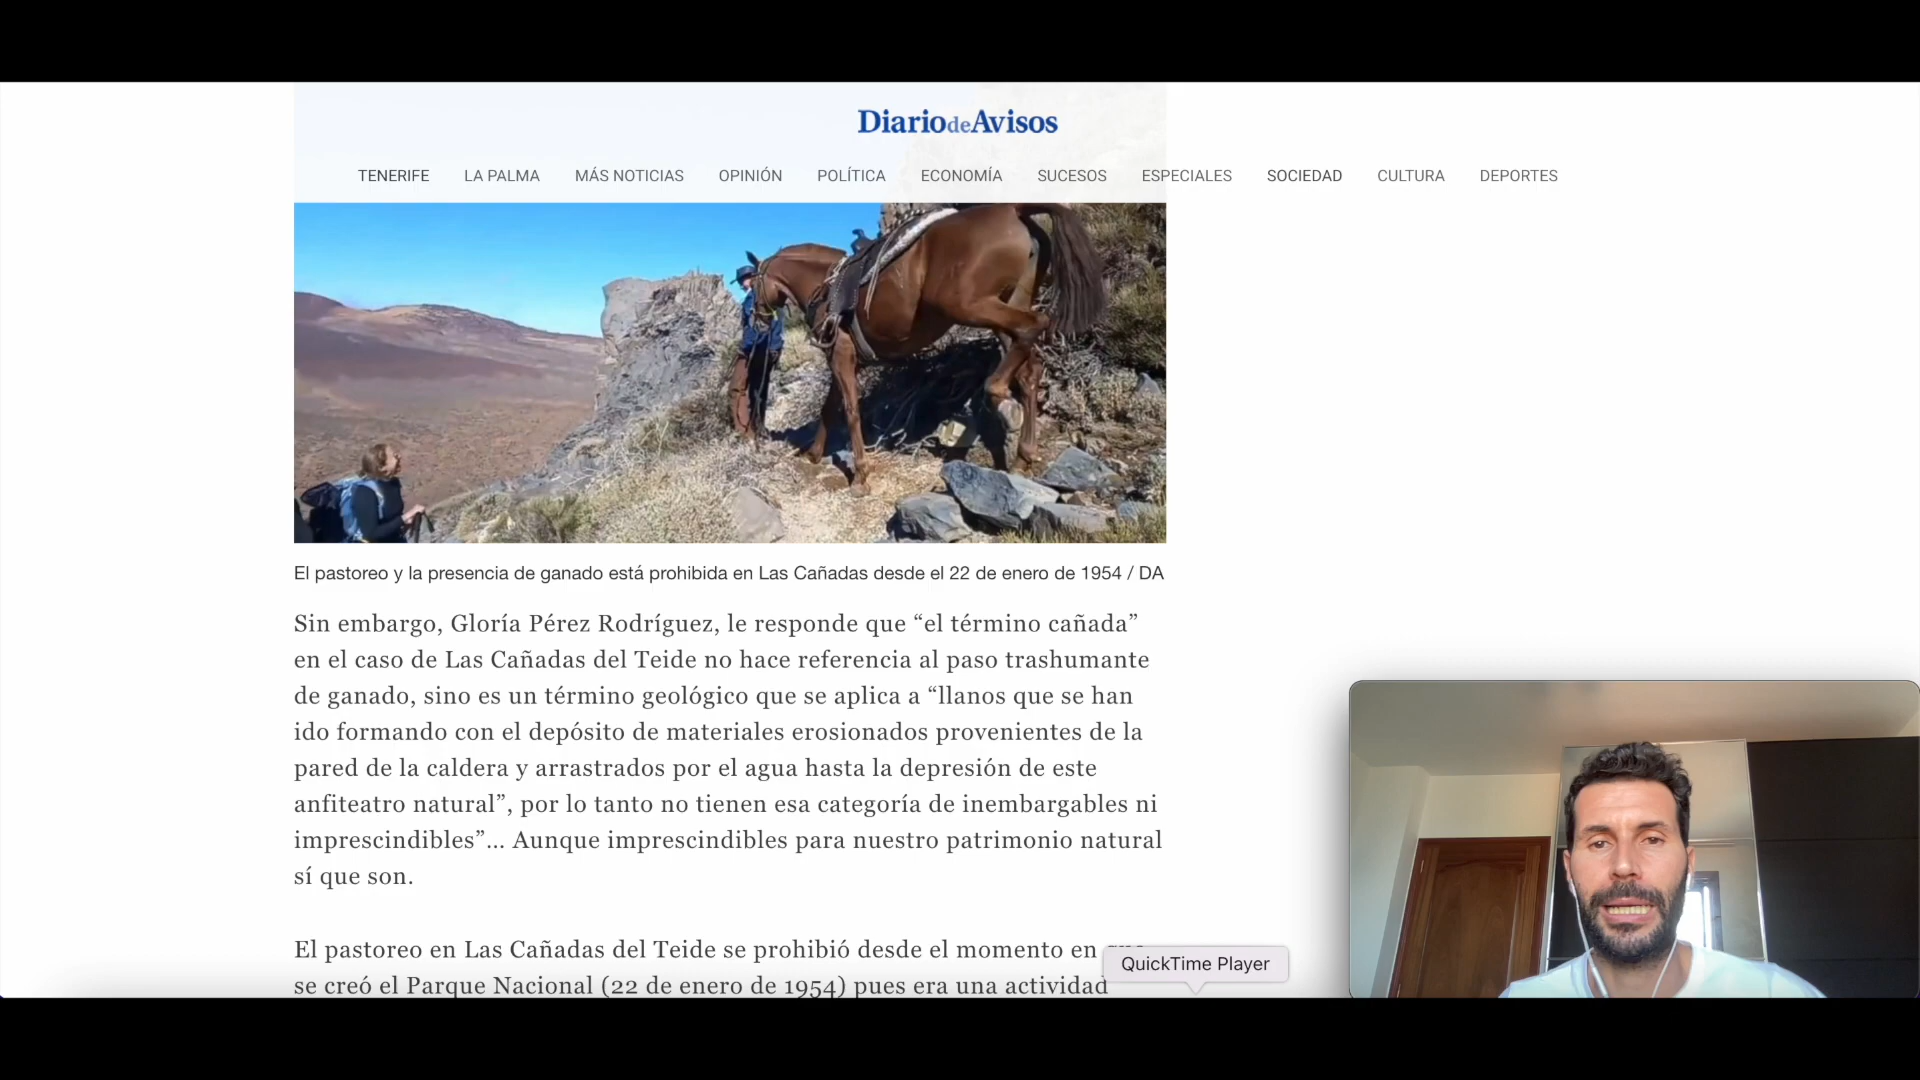 DiariodeAvisos
TENERIFE LA PALMA MÁS NOTICIAS OPINIÓN POLÍTICA ECONOMÍA SUCESOS ESPECIALES SOCIEDAD CULTURA DEPORTES
El pastoreo y la presencia de ganado está prohibida en Las Cañadas desde el 22 de enero de 1954 / DA
Sin embargo, Gloría Pérez Rodríguez, le responde que “el término cañada”
en el caso de Las Cañadas del Teide no hace referencia al paso trashumante
de ganado, sino es un término geológico que se aplica a “llanos que se han
ido formando con el depósito de materiales erosionados provenientes de la
pared de la caldera y arrastrados por el agua hasta la depresión de este
anfiteatro natural”, por lo tanto no tienen esa categoría de inembargables ni
imprescindibles”... Aunque imprescindibles para nuestro patrimonio natural
sí que son.
El pastoreo en Las Cañadas del Teide se prohibió desde el momento en
se creó el Parque Nacional (22 de enero de 1954) pues era una actividad
QuickTime Player